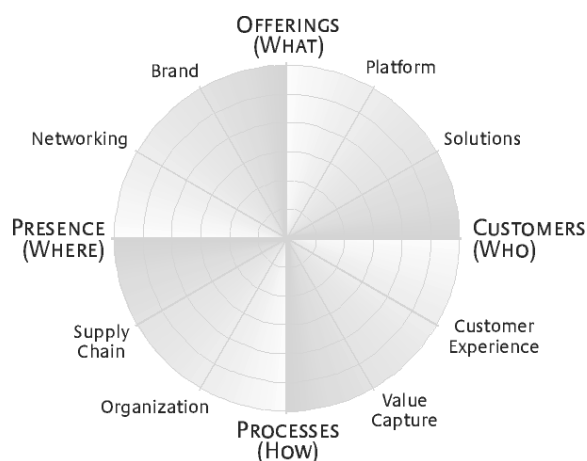 OFFERINGS
(WHAT)
Brand
Platform
Networking
Solutions
PRESENCE
(WHERE)
CUSTOMERS
(WHO)
Supply
Chain
Customer
Experience
Organization
Value
Capture
PROCESSES
(HOW)